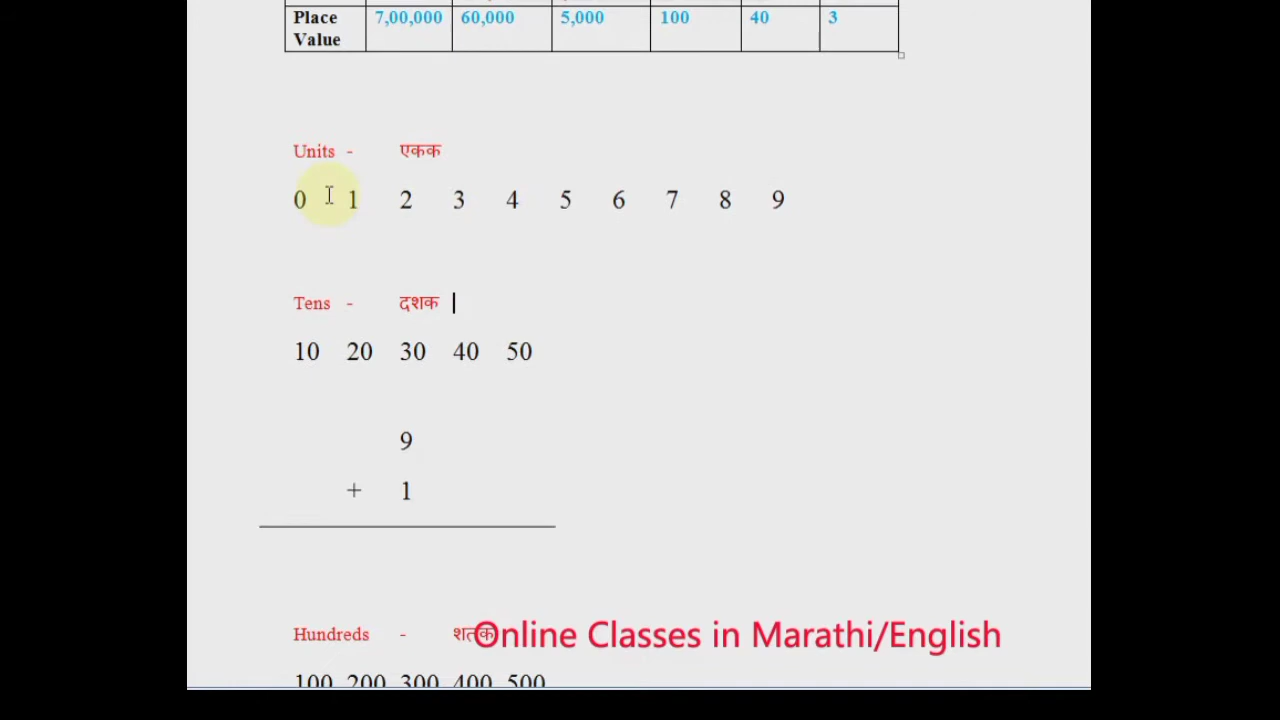 Place Value 7,00,000 60,000 5,000 100 40 3
Units - एकक
0 1 2 3 4 5 6 7 8 9
Tens - दशक
10 20 30 40 50
9
+ 1
Hundreds - शतक
Online Classes in Marathi/English
100 200 300 400 500